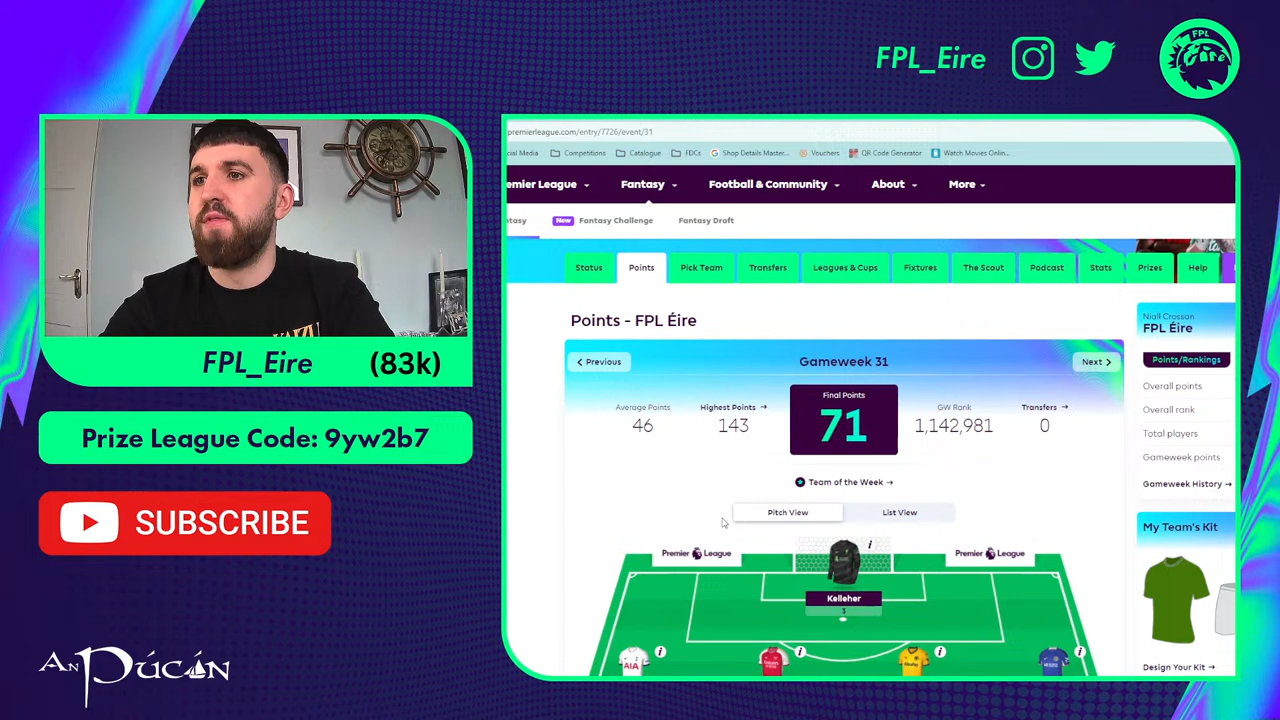 FPL_Eire
FPL
Éire
premierleague.com/entry/7726/event/31
cial Media Competitions Catalogue FDCs Shop Details Master... Vouchers QR Code Generator Watch Movies Onlin...
emier League Fantasy Football & Community About More
ntasy New Fantasy Challenge Fantasy Draft
Status Points Pick Team Transfers Leagues & Cups Fixtures The Scout Podcast Stats Prizes Help
Points - FPL Éire
Niall Crossan
FPL Éire
Previous Gameweek 31 Next
Points/Rankings
Final Points
71
Average Points
46
Highest Points
143
GW Rank
1,142,981
Transfers
0
Overall points
Overall rank
Total players
Gameweek points
Gameweek History
Team of the Week
Pitch View List View
My Team's Kit
Premier League
Premier League
Kelleher
3
AIA
Design Your Kit
FPL_Eire (83k)
Prize League Code: 9yw2b7
SUBSCRIBE
An Púcán